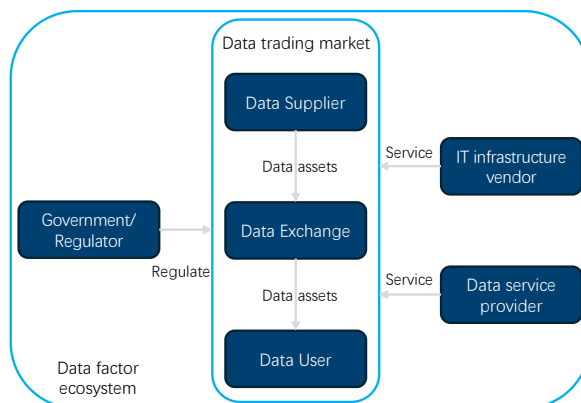 Data trading market
Data Supplier
Data assets
Service
IT infrastructure
vendor
Government/
Regulator
Regulate
Data Exchange
Data assets
Service
Data service
provider
Data User
Data factor
ecosystem